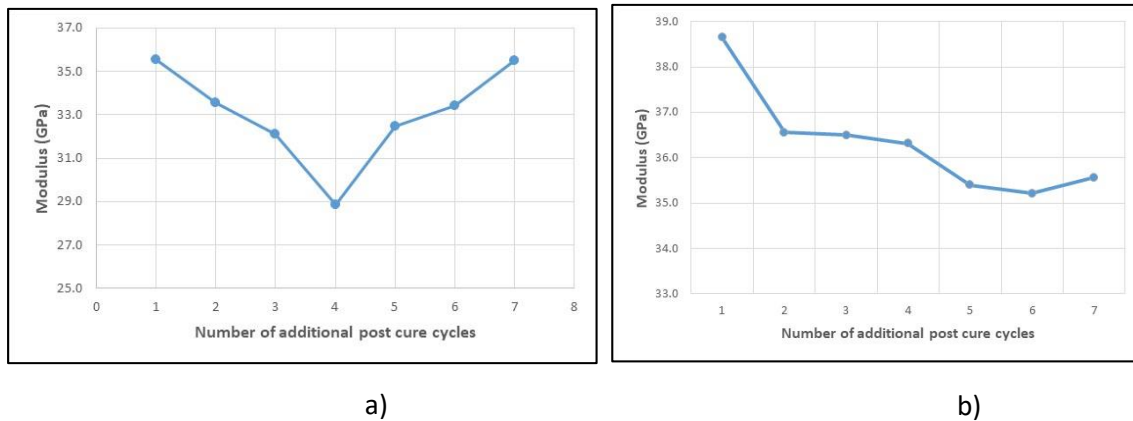 37.0
35.0
33.0
31.0
29.0
27.0
25.0
Modulus (GPa)
0 1 2 3 4 5 6 7 8
Number of additional post cure cycles
a)
39.0
38.0
37.0
36.0
35.0
34.0
33.0
Modulus (GPa)
1 2 3 4 5 6 7
Number of additional post cure cycles
b)